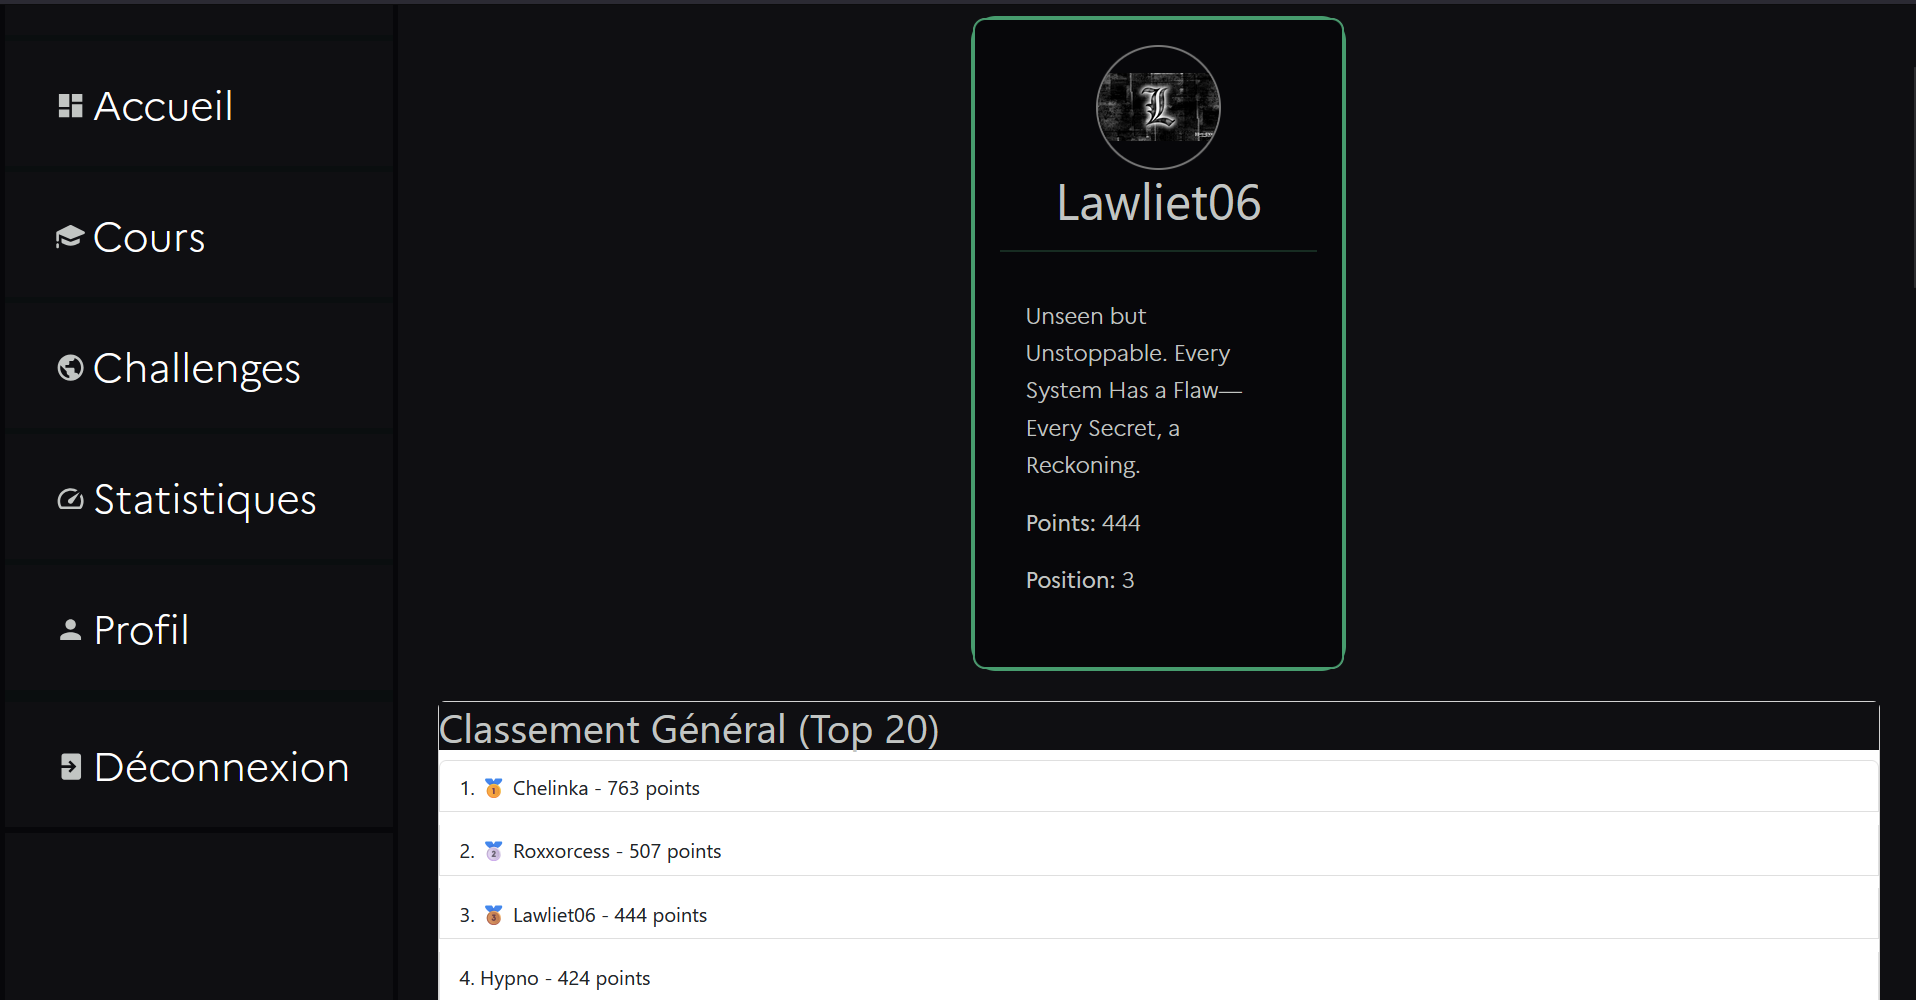 Accueil
Cours
Challenges
Statistiques
Profil
Déconnexion
L
Lawliet06
Unseen but
Unstoppable. Every
System Has a Flaw—
Every Secret, a
Reckoning.
Points: 444
Position: 3
Classement Général (Top 20)
1. 🥇 Chelinka - 763 points
2. 🥈 Roxxorcess - 507 points
3. 🥉 Lawliet06 - 444 points
4. Hypno - 424 points